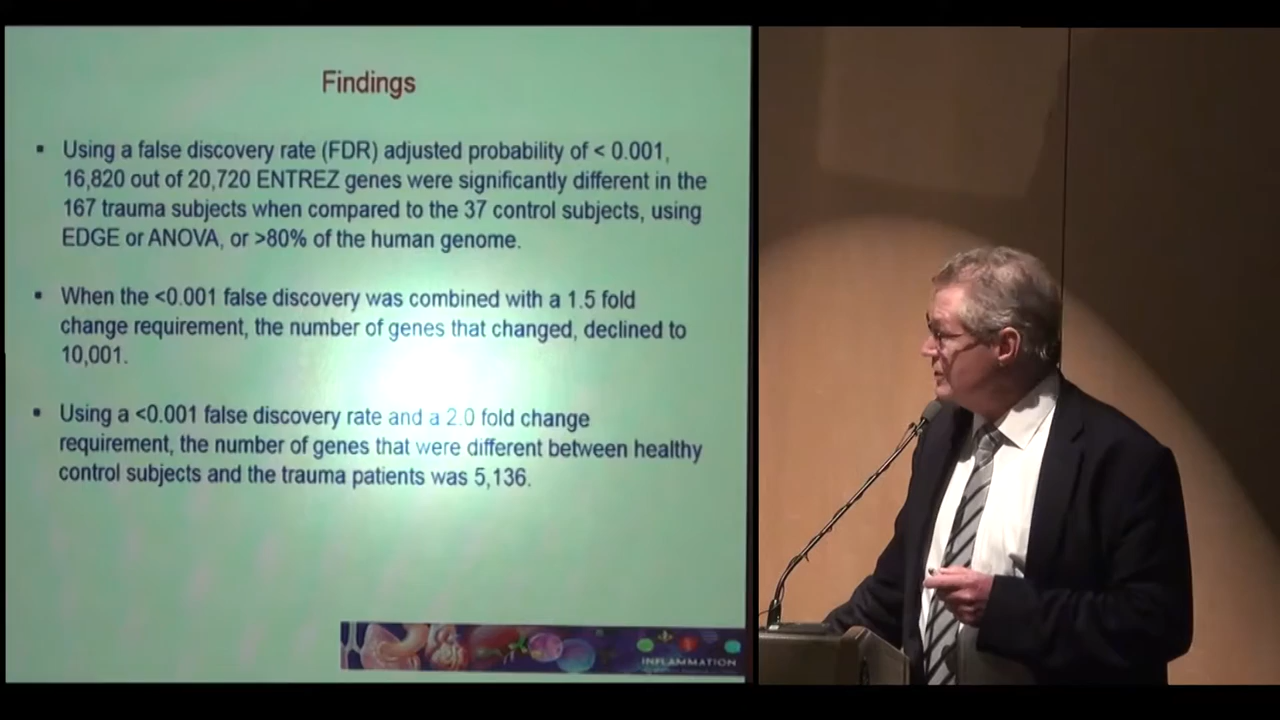 Findings
▪ Using a false discovery rate (FDR) adjusted probability of < 0.001,
16,820 out of 20,720 ENTREZ genes were significantly different in the
167 trauma subjects when compared to the 37 control subjects, using
EDGE or ANOVA, or >80% of the human genome.
▪ When the <0.001 false discovery was combined with a 1.5 fold
change requirement, the number of genes that changed, declined to
10,001.
▪ Using a <0.001 false discovery rate and a 2.0 fold change
requirement, the number of genes that were different between healthy
control subjects and the trauma patients was 5,136.
INFLAMMATION